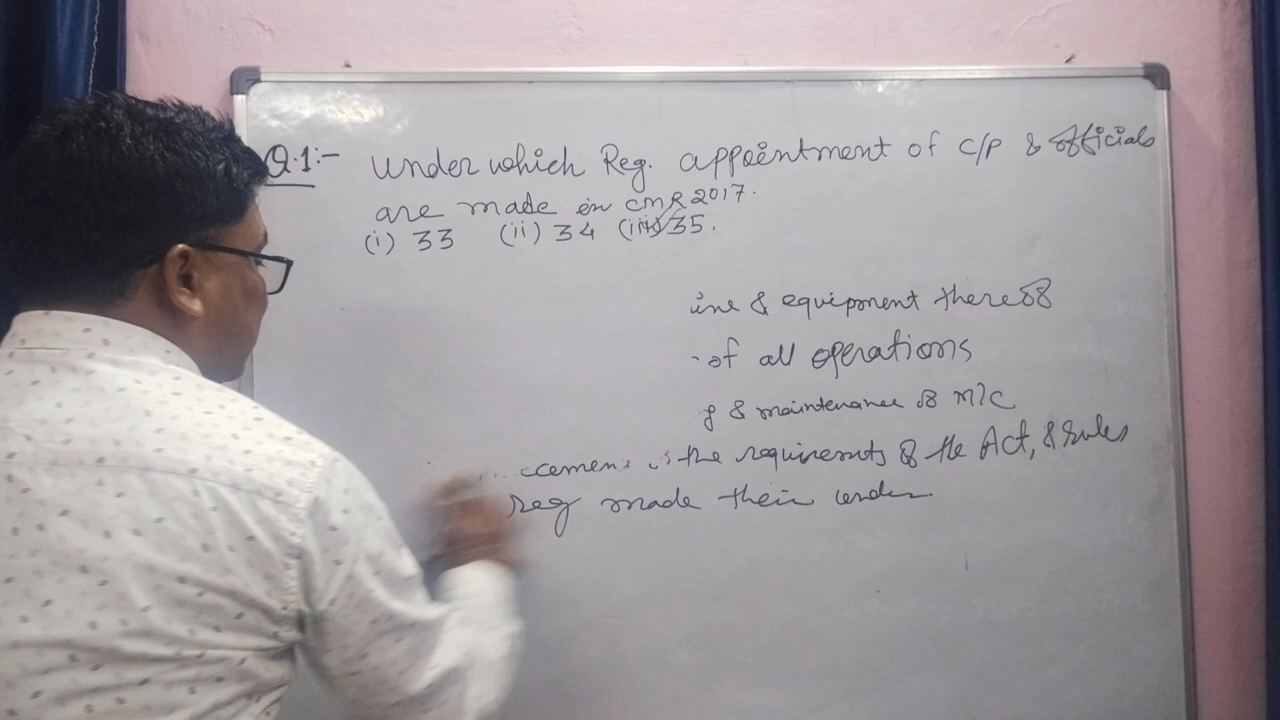 Q.1:- Under which Reg. appointment of C/P & officials
are made in CMR 2017.
(i) 33 (ii) 34 (iii) 35.
ine & equipment thereof
of all operations
g & maintenance of M/C
the requirements of the Act, & rules
Reg made their under.